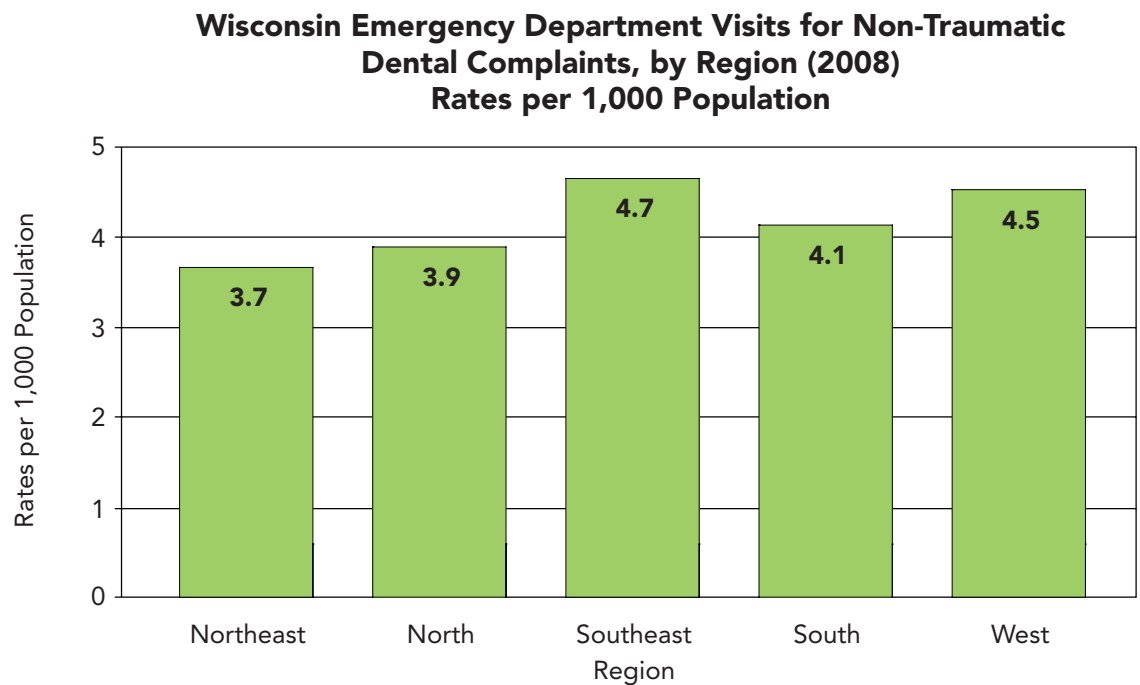 Wisconsin Emergency Department Visits for Non-Traumatic
Dental Complaints, by Region (2008)
Rates per 1,000 Population
Rates per 1,000 Population
5
4
3
2
1
0
3.7
3.9
4.7
4.1
4.5
Northeast
North
Southeast
South
West
Region